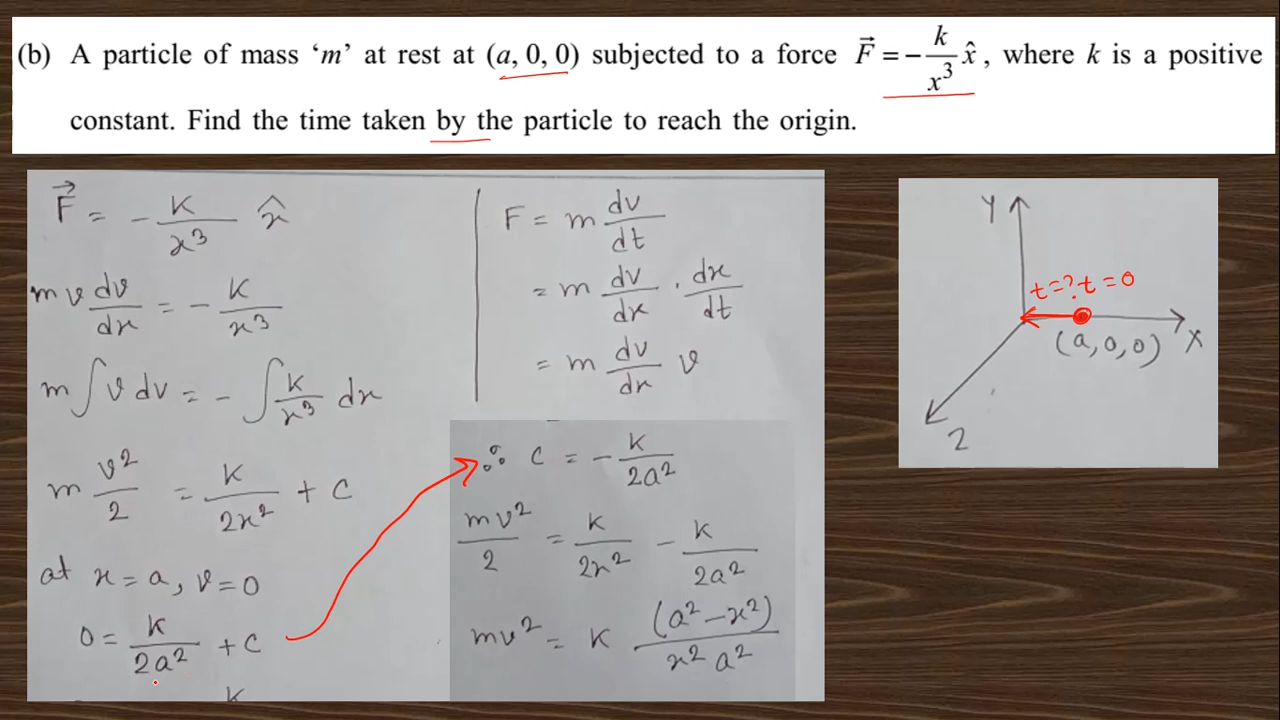 (b) A particle of mass ‘m’ at rest at (a, 0, 0) subjected to a force F⃗ = −k/x³ x̂, where k is a positive
constant. Find the time taken by the particle to reach the origin.
F⃗ = − K/x³ x̂
mv dv/dx = − K/x³
m ∫ v dv = − ∫ K/x³ dx
m v²/2 = K/2x² + C
at x = a, v = 0
0 = K/2a² + C
K
F = m dv/dt
= m dv/dx . dx/dt
= m dv/dx v
∴ C = − K/2a²
mv²/2 = K/2x² − K/2a²
mv² = K (a² − x²)/x² a²
Y
t=? t=0
(a, 0, 0) X
Z